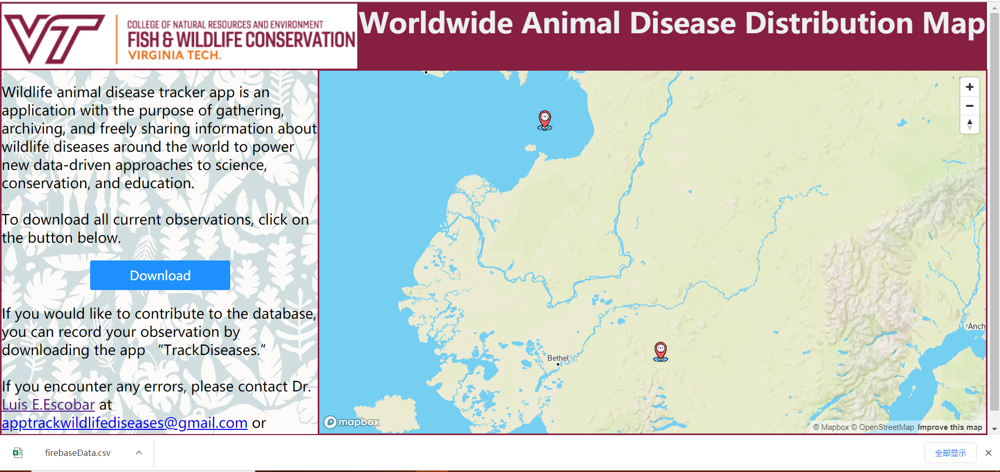 VT
COLLEGE OF NATURAL RESOURCES AND ENVIRONMENT
FISH & WILDLIFE CONSERVATION
VIRGINIA TECH™
Worldwide Animal Disease Distribution Map
Wildlife animal disease tracker app is an
application with the purpose of gathering,
archiving, and freely sharing information about
wildlife diseases around the world to power
new data-driven approaches to science,
conservation, and education.
To download all current observations, click on
the button below.
Download
If you would like to contribute to the database,
you can record your observation by
downloading the app “TrackDiseases.”
If you encounter any errors, please contact Dr.
Luis E.Escobar at
apptrackwildlifediseases@gmail.com or
Bethel
Anch
mapbox
© Mapbox © OpenStreetMap Improve this map
firebaseData.csv
全部显示